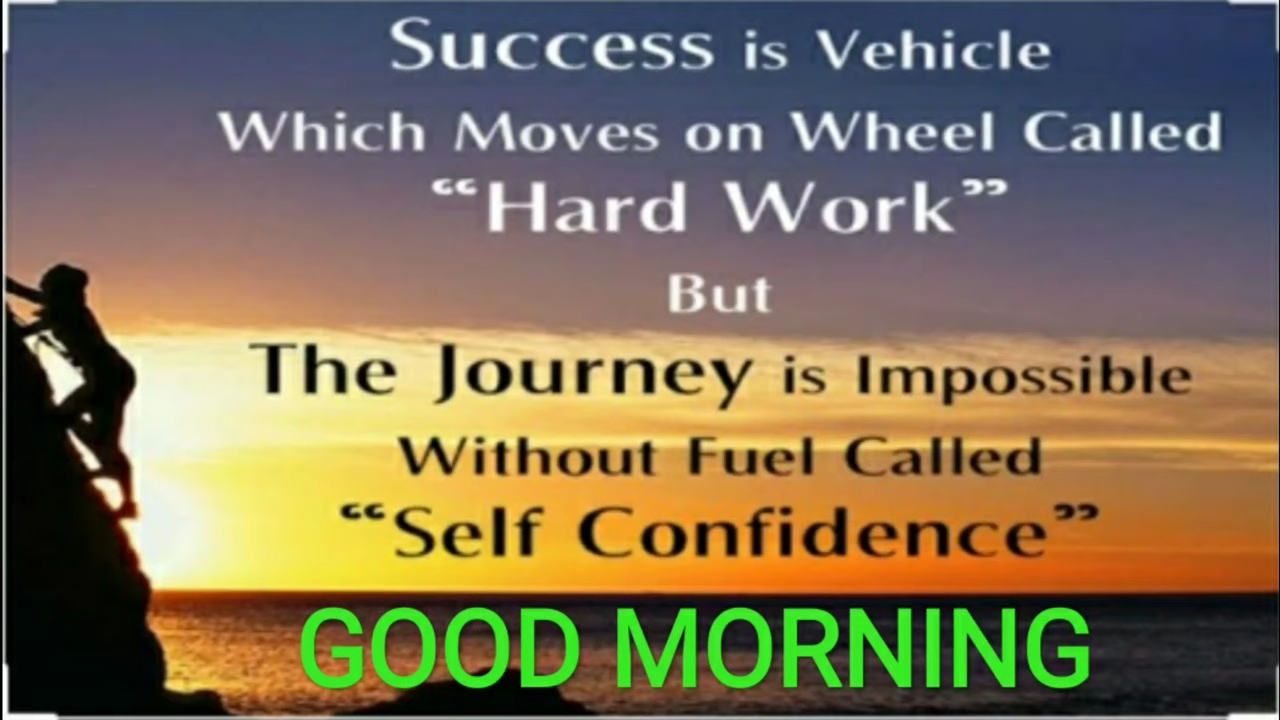 Success is Vehicle
Which Moves on Wheel Called
“Hard Work”
But
The Journey is Impossible
Without Fuel Called
“Self Confidence”
GOOD MORNING